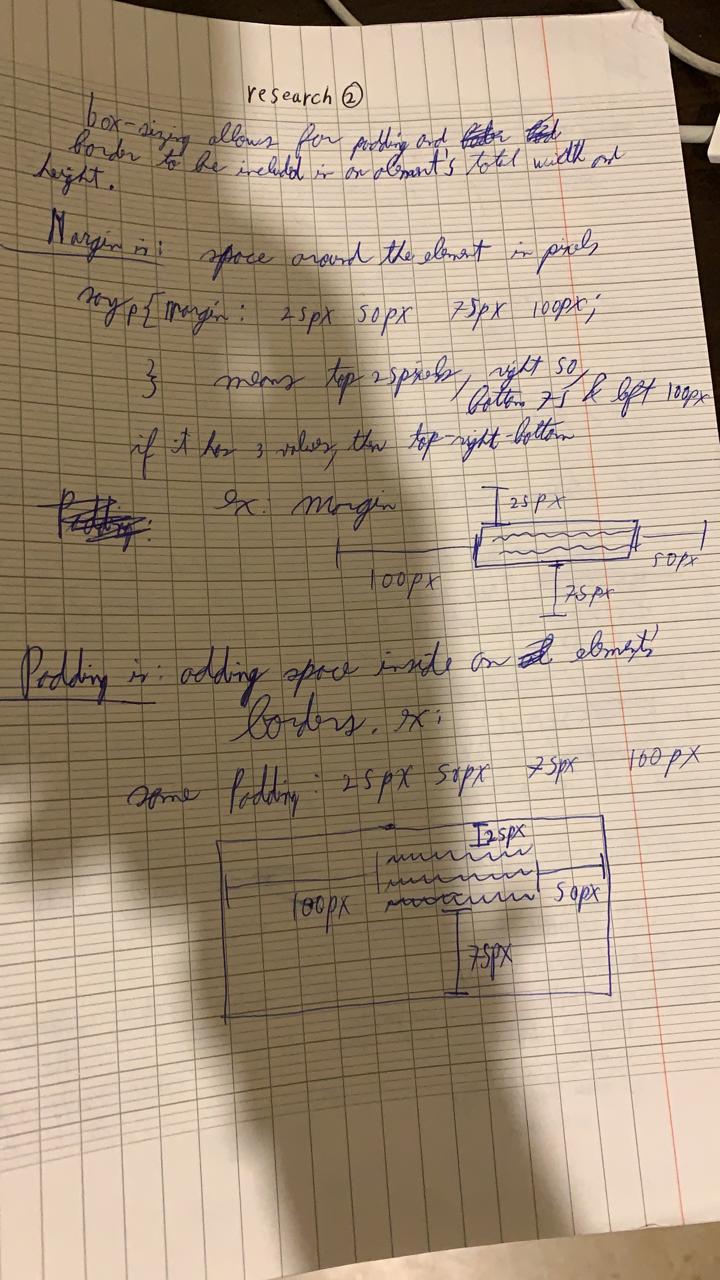 research ②
box-sizing allows for padding and
border to be included in an element's total width and
height.
Margin is: space around the element in pixels
say p{ margin: 25px 50px 75px 100px;
} means top 25pixels, right 50,
bottom 75 & left 100px
if it has 3 values, then top-right-bottom
Padding:
ex: margin
25px
100px
50px
75px
Padding is: adding space inside an elements'
borders. ex:
some Padding: 25px 50px 75px 100px
25px
100px
50px
75px